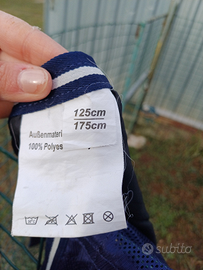 125cm
175cm
Außenmateri
100% Polyes
subito